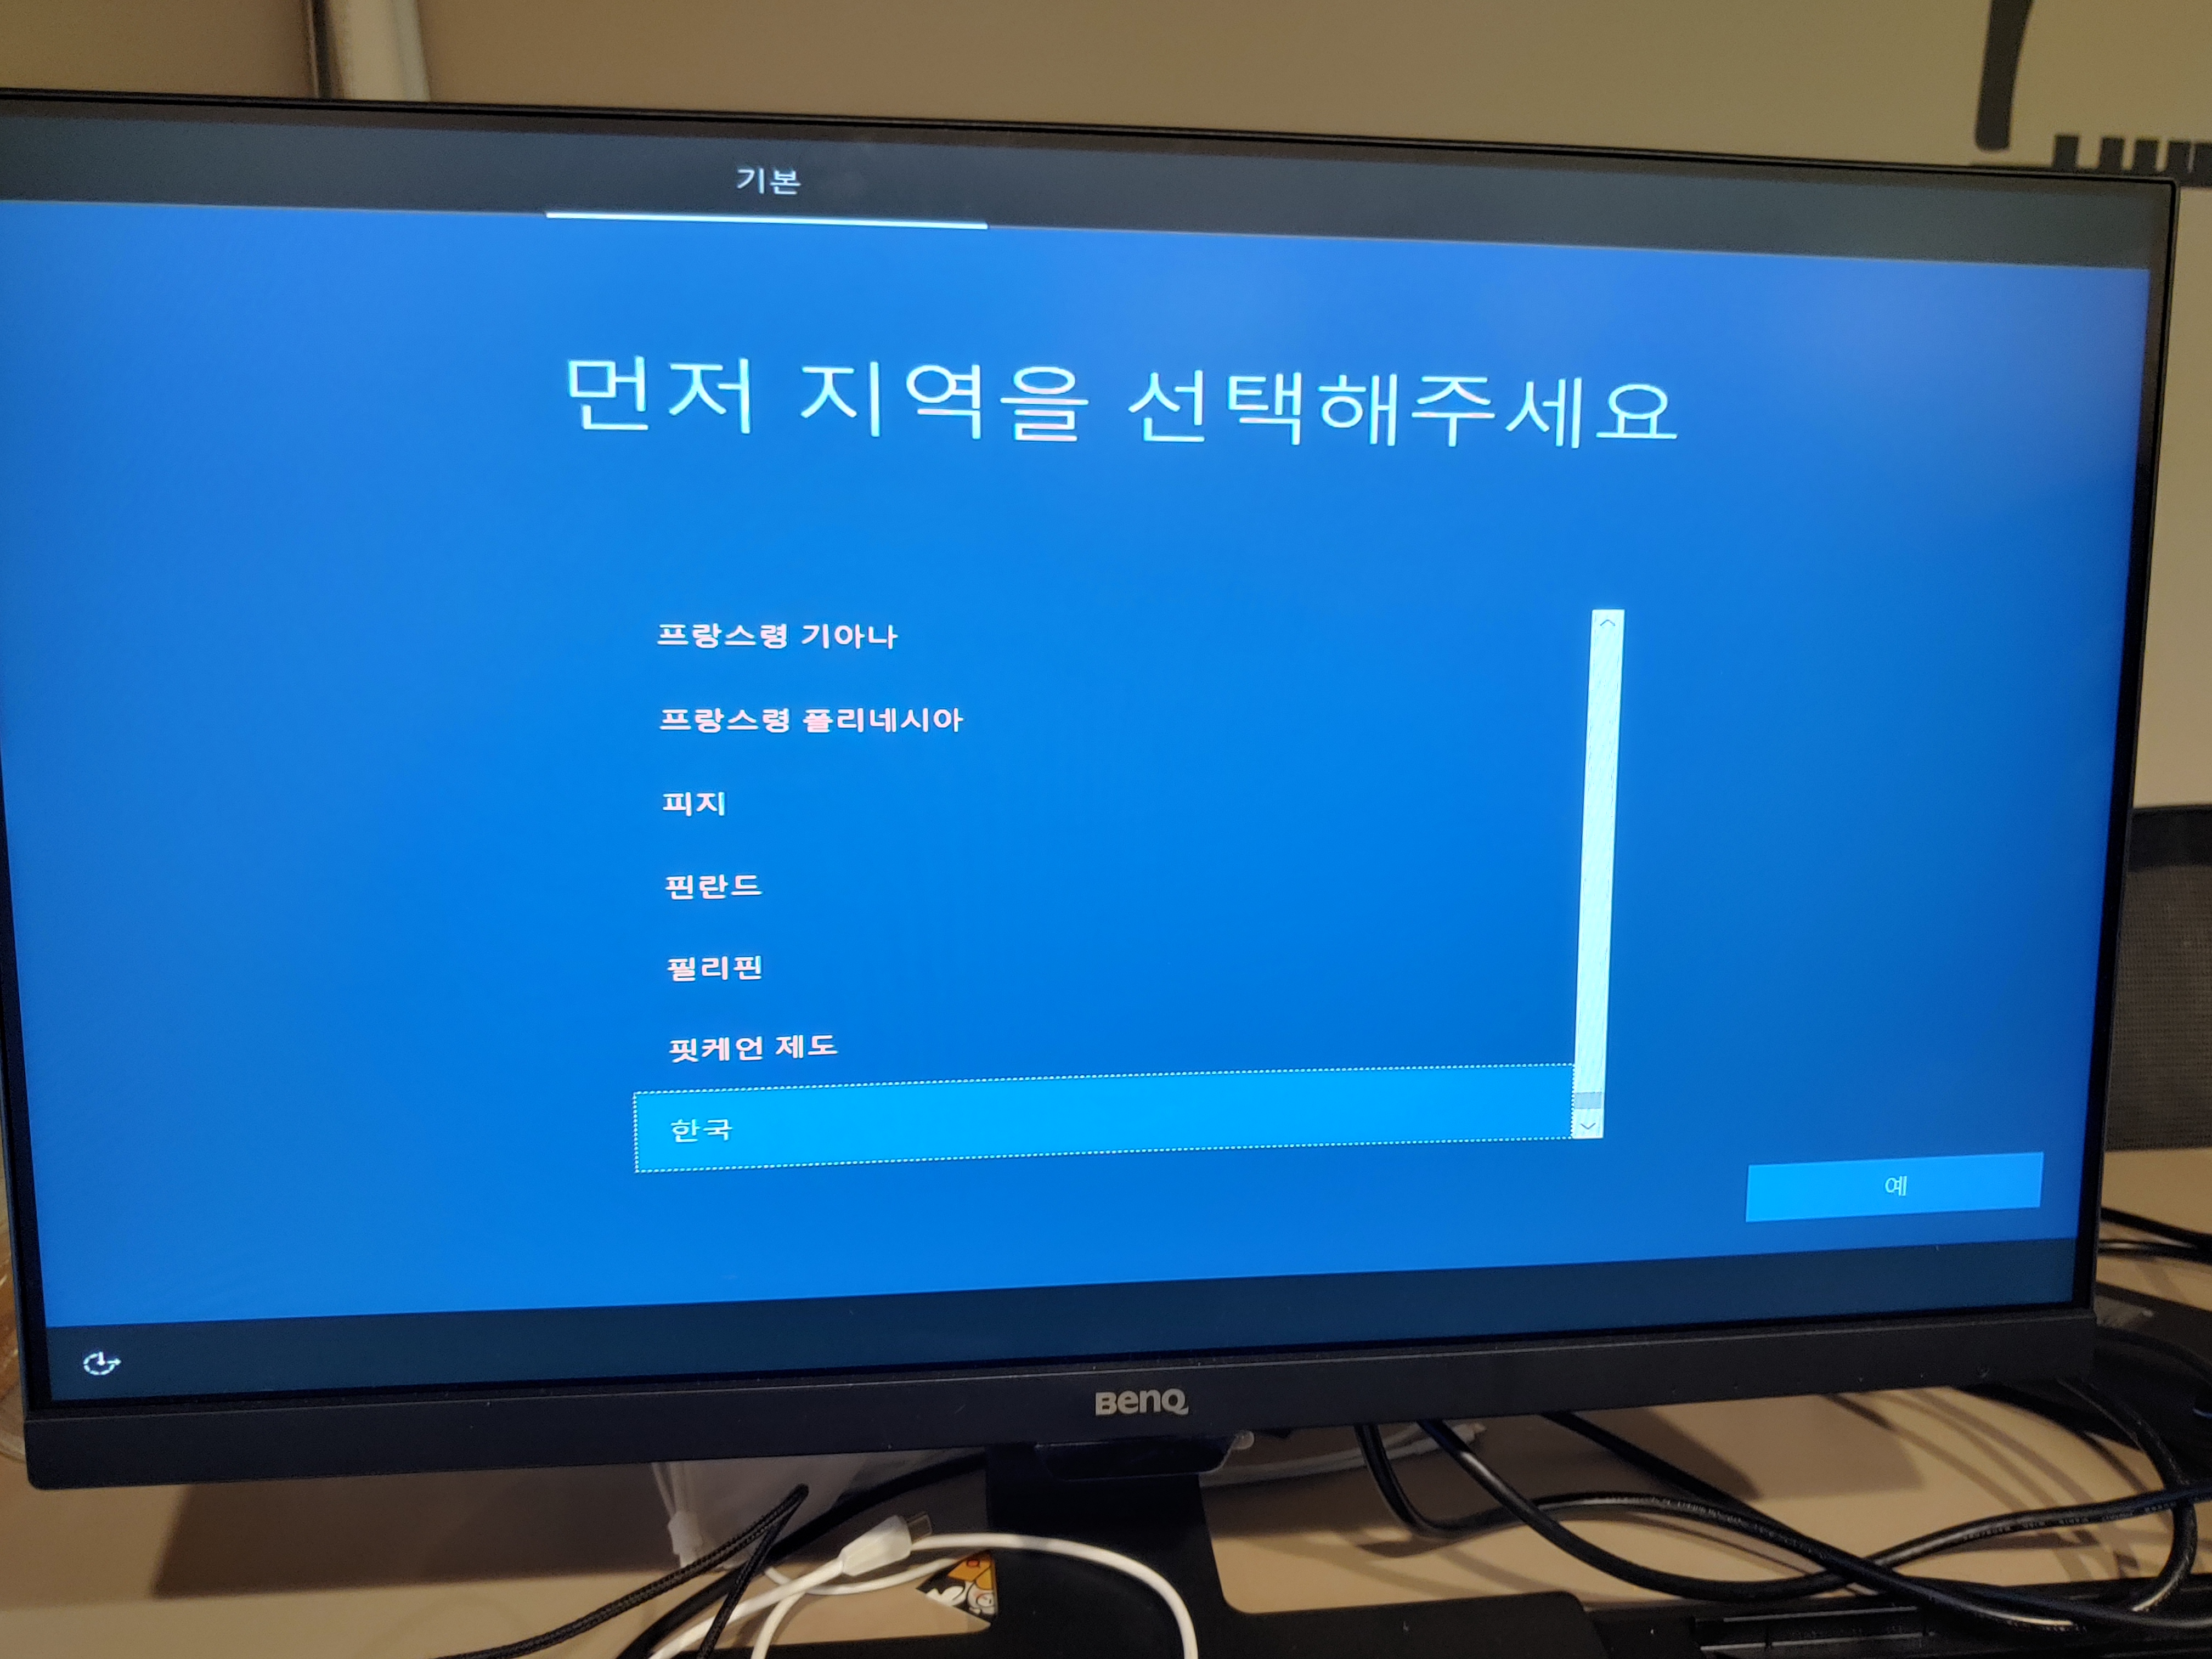 기본
먼저 지역을 선택해주세요
프랑스령 기아나
프랑스령 폴리네시아
피지
핀란드
필리핀
핏케언 제도
한국
예
BenQ